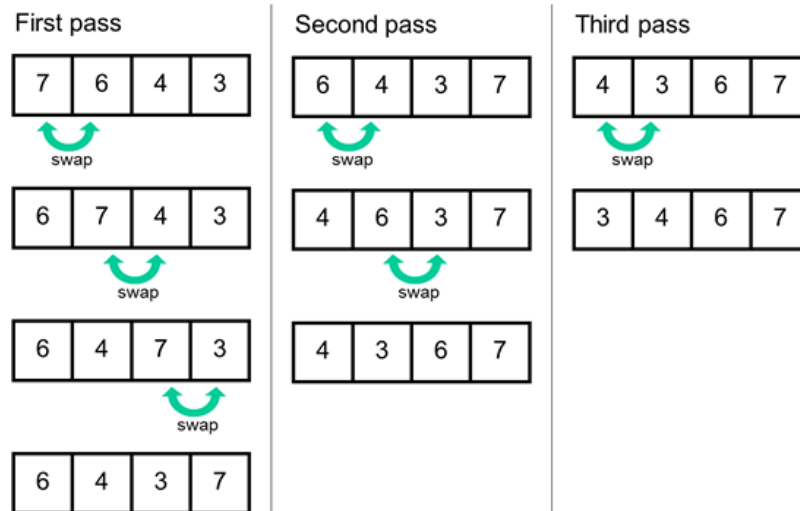 First pass
7 6 4 3
swap
6 7 4 3
swap
6 4 7 3
swap
6 4 3 7
Second pass
6 4 3 7
swap
4 6 3 7
swap
4 3 6 7
Third pass
4 3 6 7
swap
3 4 6 7